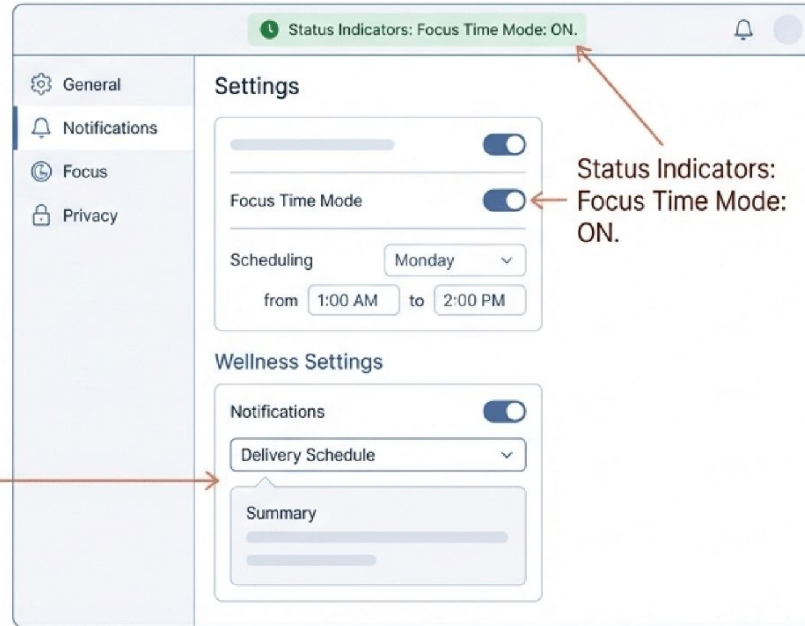 Status Indicators: Focus Time Mode: ON.
General
Notifications
Focus
Privacy
Settings
Focus Time Mode
Scheduling Monday
from 1:00 AM to 2:00 PM
Wellness Settings
Notifications
Delivery Schedule
Summary
Status Indicators:
Focus Time Mode:
ON.